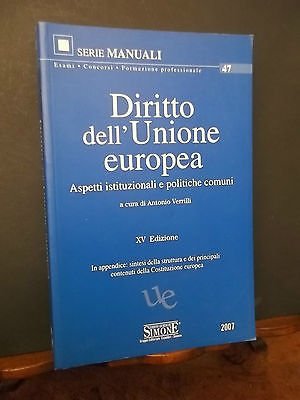 SERIE MANUALI
Esami • Concorsi • Formazione professionale
47
Diritto
dell'Unione
europea
Aspetti istituzionali e politiche comuni
a cura di Antonio Verrilli
XV Edizione
In appendice: sintesi della struttura e dei principali
contenuti della Costituzione europea
ue
SIMONE
2007